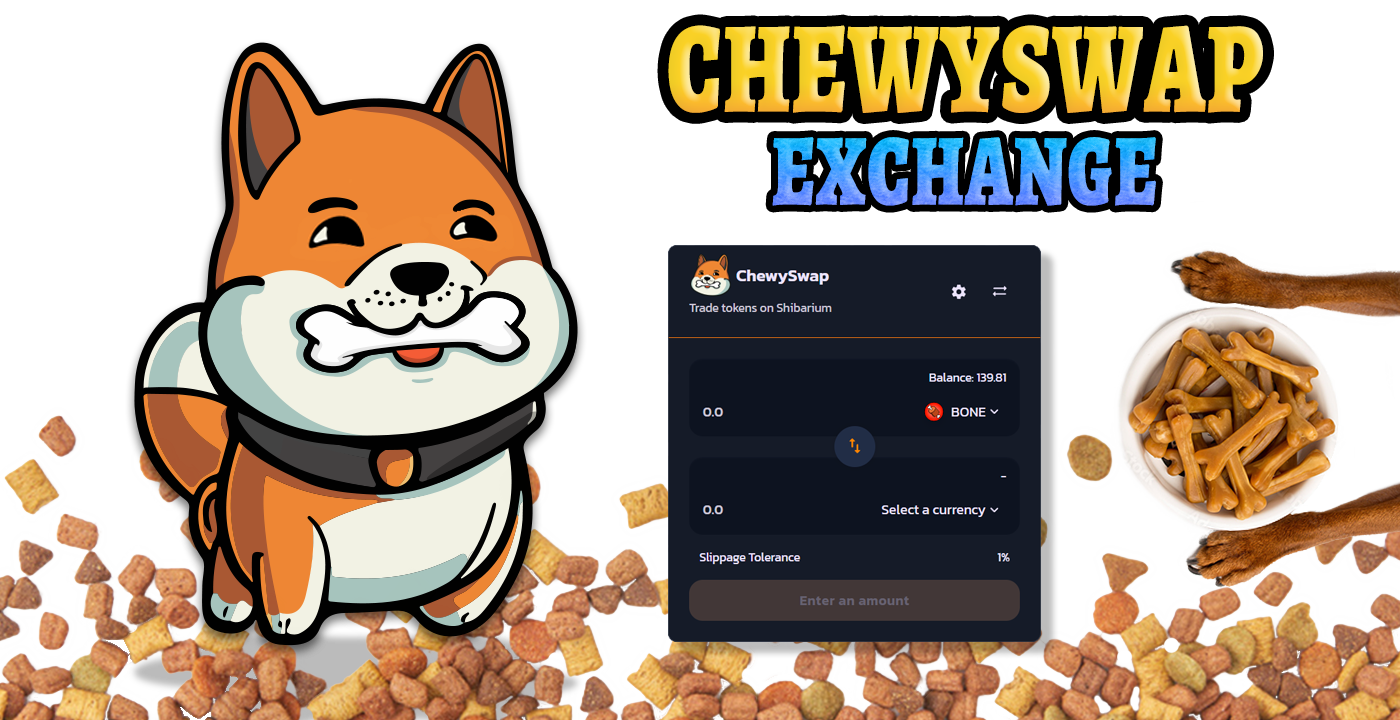 CHEWYSWAP
EXCHANGE
ChewySwap
Trade tokens on Shibarium
Balance: 139.81
0.0 BONE
-
0.0 Select a currency
Slippage Tolerance 1%
Enter an amount